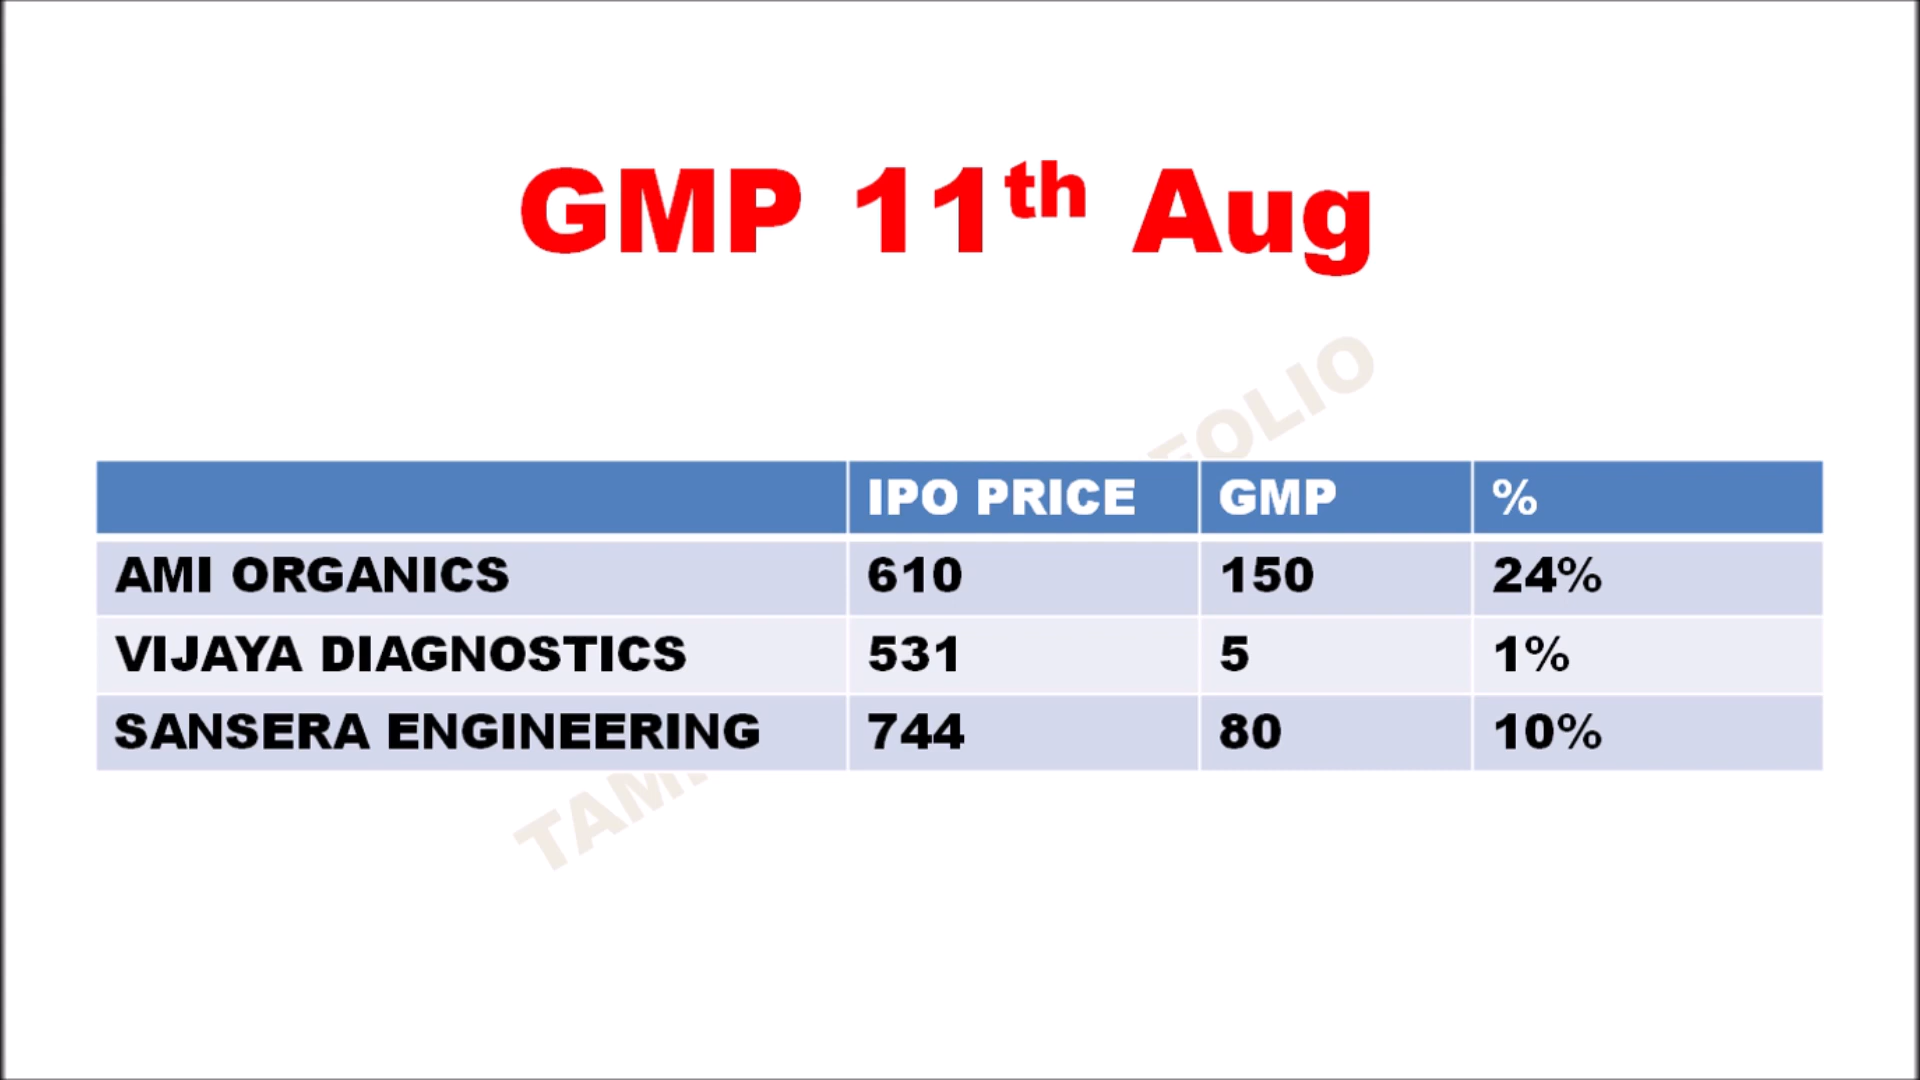 GMP 11th Aug
IPO PRICE GMP %
AMI ORGANICS 610 150 24%
VIJAYA DIAGNOSTICS 531 5 1%
SANSERA ENGINEERING 744 80 10%